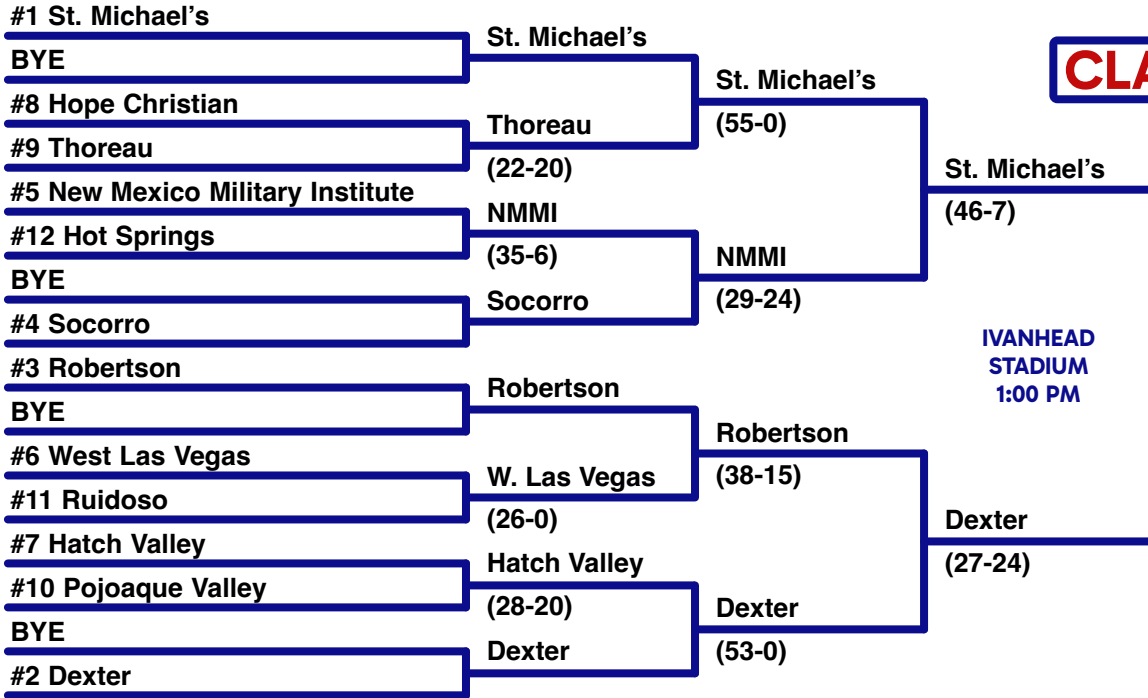 #1 St. Michael's
BYE
#8 Hope Christian
#9 Thoreau
#5 New Mexico Military Institute
#12 Hot Springs
BYE
#4 Socorro
#3 Robertson
BYE
#6 West Las Vegas
#11 Ruidoso
#7 Hatch Valley
#10 Pojoaque Valley
BYE
#2 Dexter
St. Michael's
Thoreau
(22-20)
NMMI
(35-6)
Socorro
Robertson
W. Las Vegas
(26-0)
Hatch Valley
(28-20)
Dexter
St. Michael's
(55-0)
NMMI
(29-24)
Robertson
(38-15)
Dexter
(53-0)
St. Michael's
(46-7)
Dexter
(27-24)
CLA
IVANHEAD
STADIUM
1:00 PM